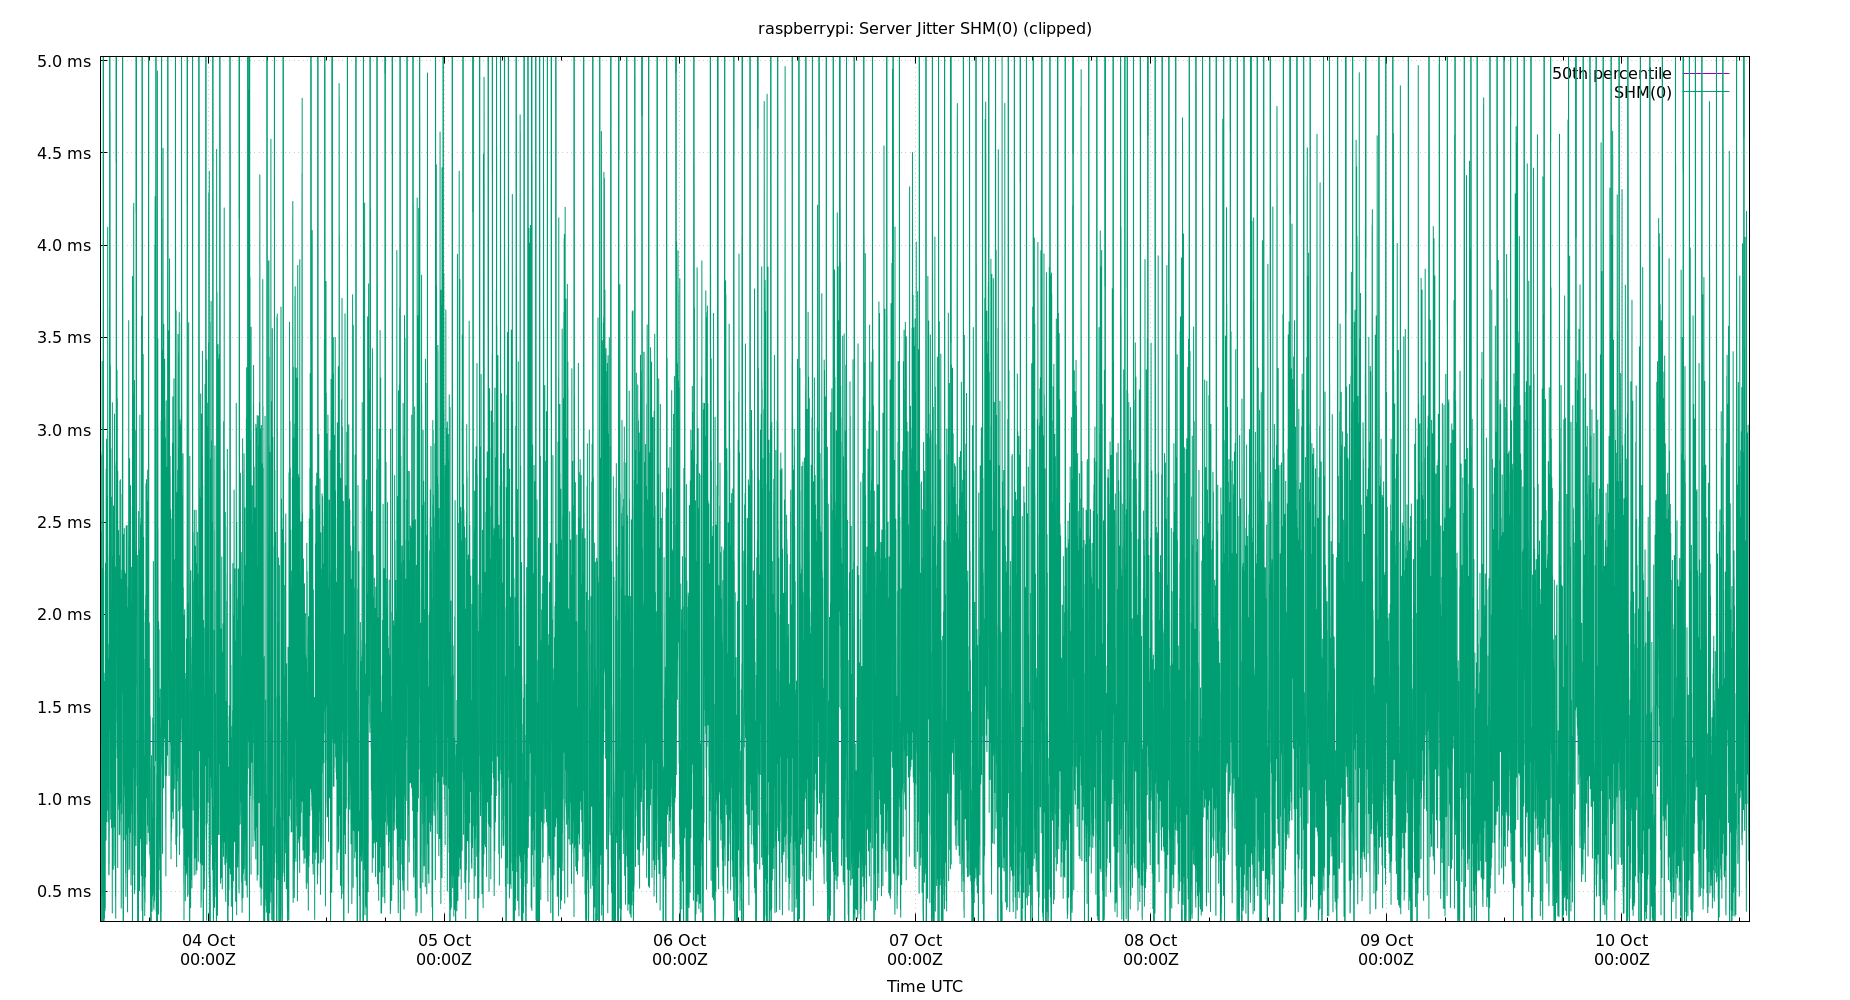 raspberrypi: Server Jitter SHM(0) (clipped)
5.0 ms
4.5 ms
4.0 ms
3.5 ms
3.0 ms
2.5 ms
2.0 ms
1.5 ms
1.0 ms
0.5 ms
50th percentile
SHM(0)
04 Oct 05 Oct 06 Oct 07 Oct 08 Oct 09 Oct 10 Oct
00:00Z 00:00Z 00:00Z 00:00Z 00:00Z 00:00Z 00:00Z
Time UTC